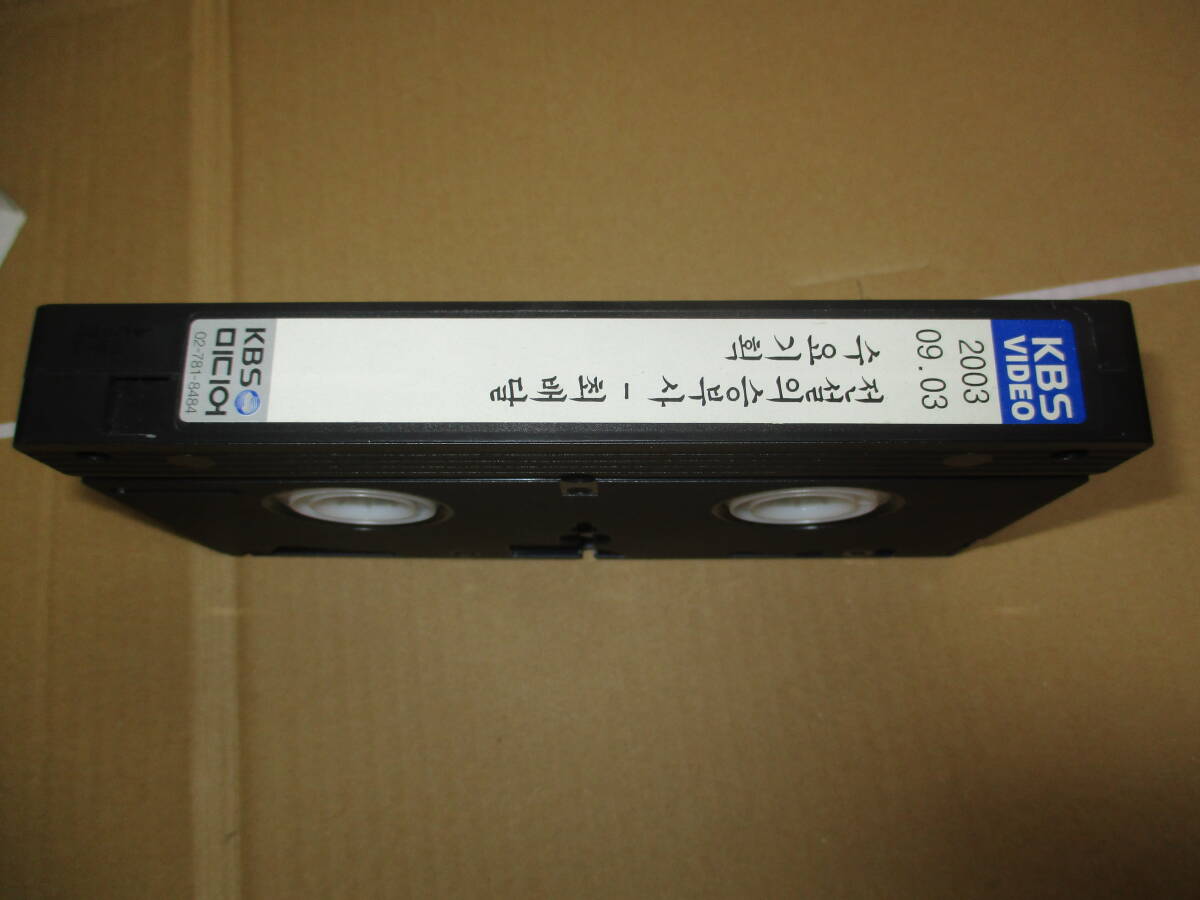 KBS
VIDEO
2003
09.03
수요기획
전설의승부사 - 최배달
KBS
미디어
02-781-8484